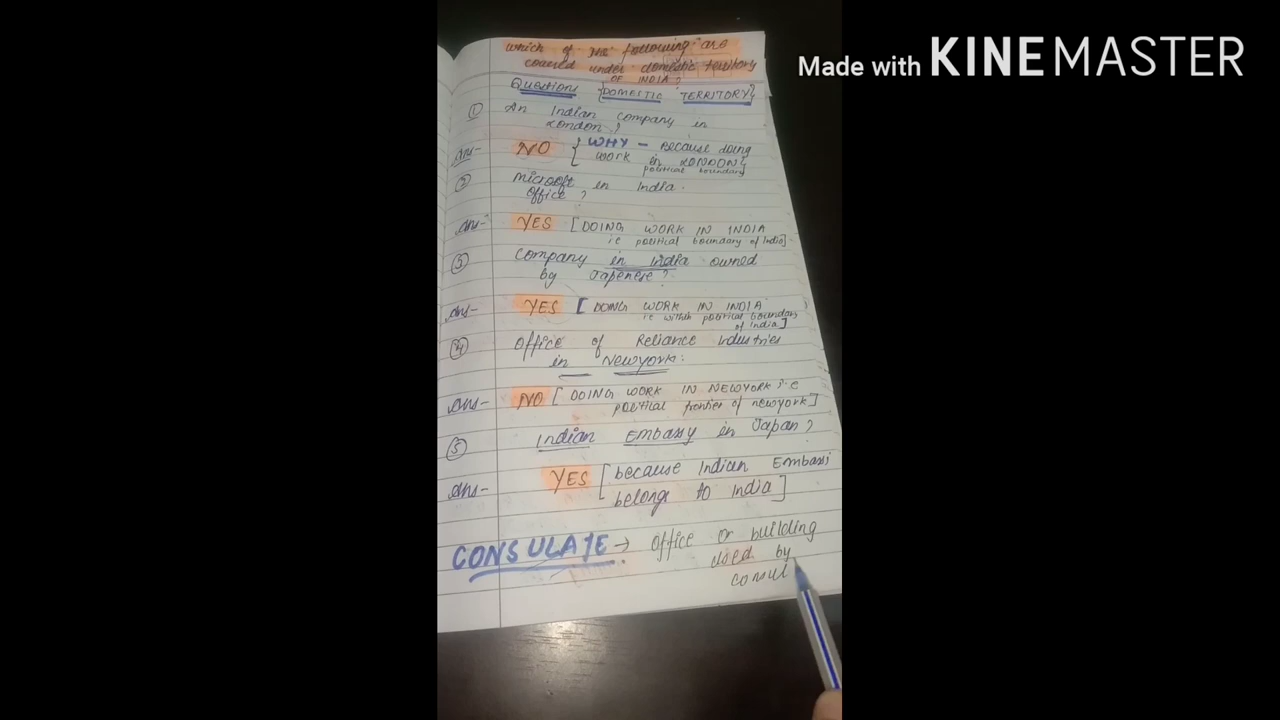 Made with KINEMASTER
which of the following are
covered under domestic territory
OF INDIA?
Questions {DOMESTIC TERRITORY}
① An Indian company in
London?
Ans- NO { WHY - Because doing
work in LONDON}
political boundary
② Microsoft in India.
office?
Ans- YES [DOING WORK IN INDIA
i.e political boundary of India]
③ Company in india owned
by Japenese?
Ans- YES [DOING WORK IN INDIA
i.e within political boundary
of India]
④ Office of Reliance Industries
in Newyork.
Ans- NO [DOING WORK IN NEWYORK i.e
political frontier of newyork]
⑤ Indian Embassy in Japan?
Ans- YES [because Indian Embassi
belongs to India]
CONSULATE → Office or building
used by
consul